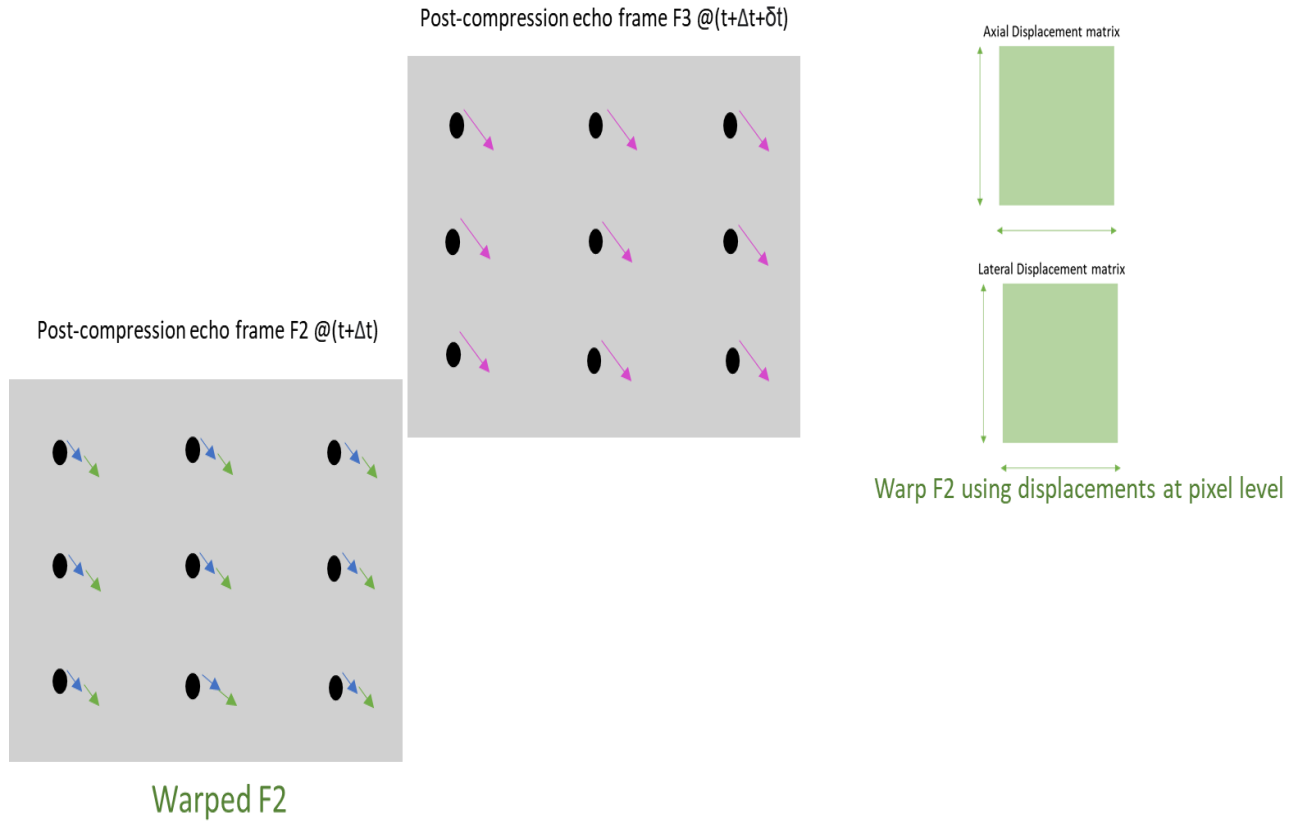 Post-compression echo frame F3 @(t+Δt+δt)
Axial Displacement matrix
Lateral Displacement matrix
Post-compression echo frame F2 @(t+Δt)
Warp F2 using displacements at pixel level
Warped F2